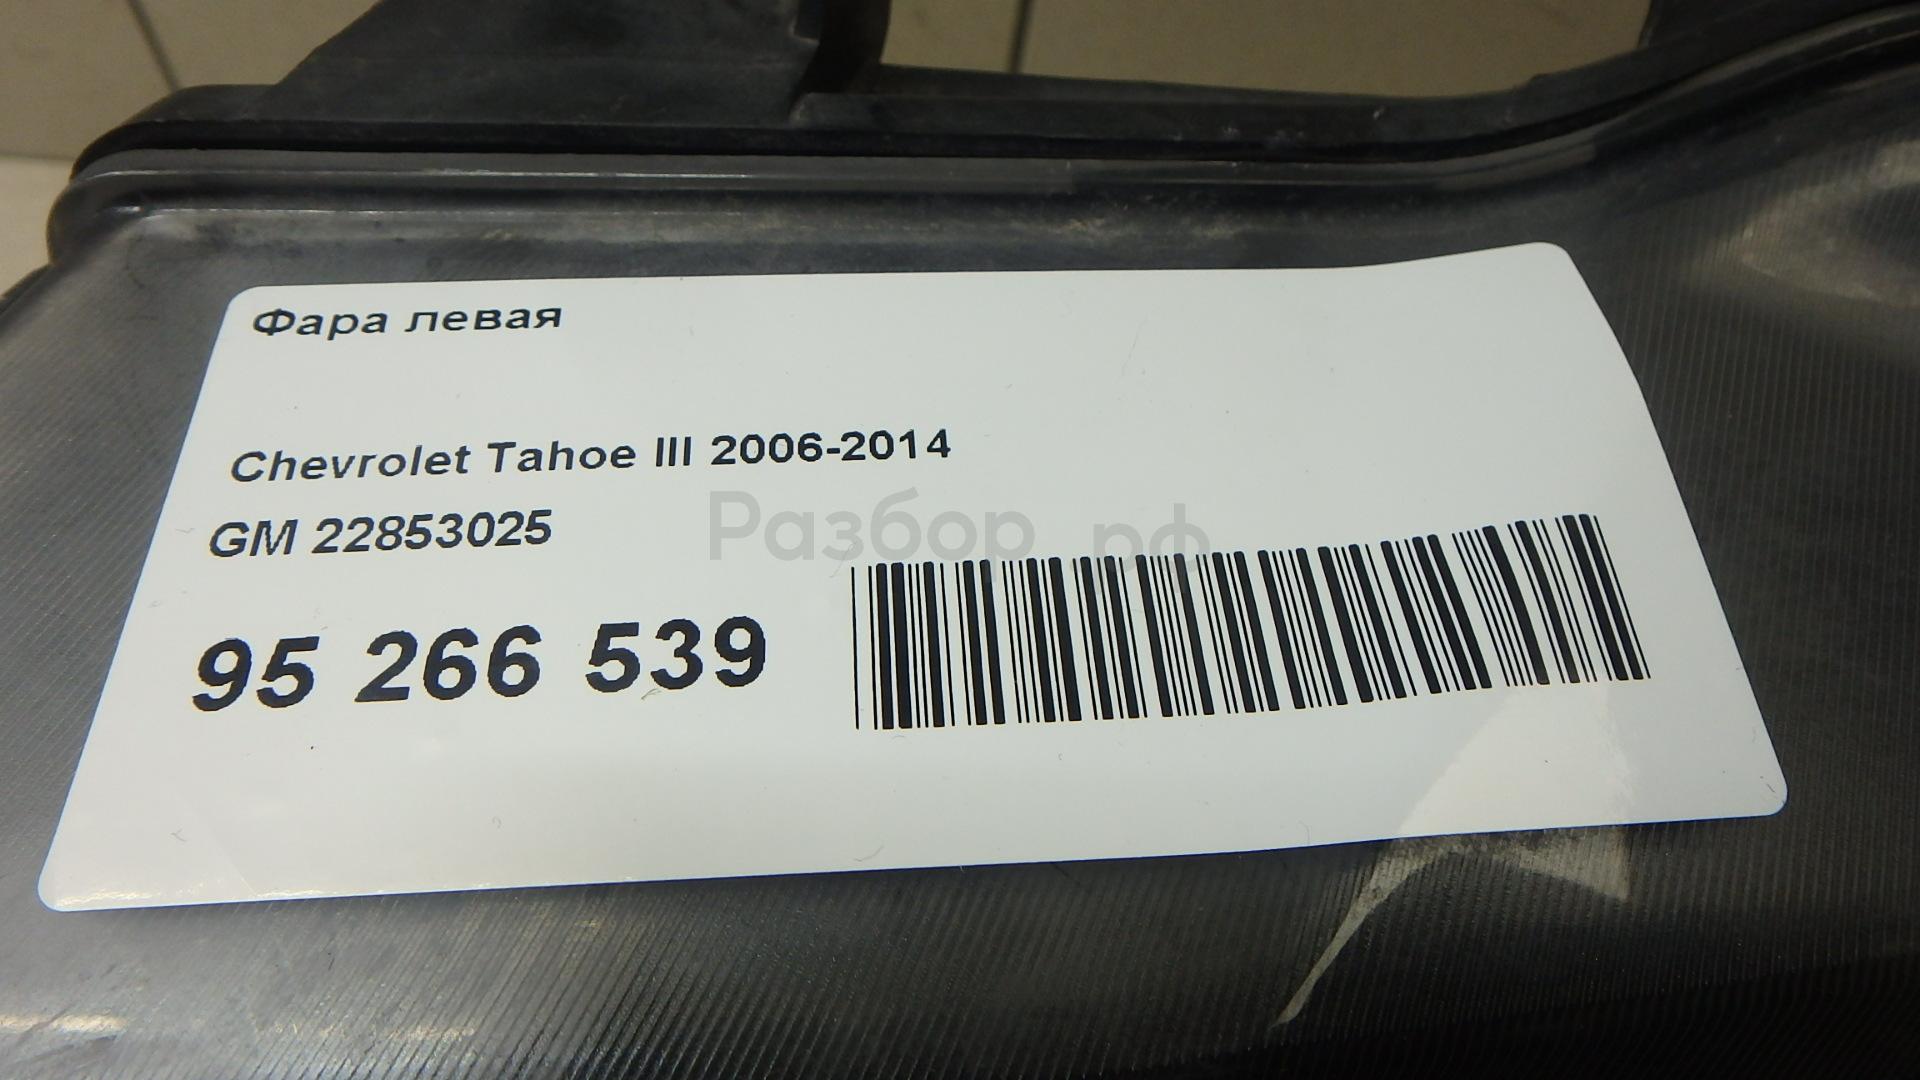 Фара левая
Chevrolet Tahoe III 2006-2014
GM 22853025
Разбор.рф
95 266 539